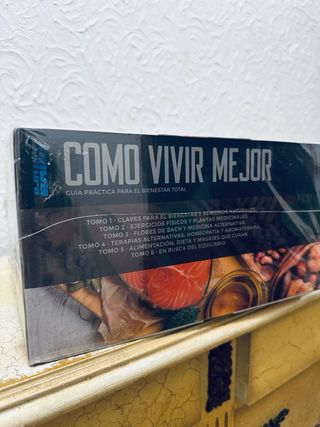 COMO VIVIR MEJOR
GUÍA PRÁCTICA PARA EL BIENESTAR TOTAL
TOMO 1 - CLAVES PARA EL BIENESTAR Y REMEDIOS NATURALES.
TOMO 2 - EJERCICIOS FÍSICOS Y PLANTAS MEDICINALES.
TOMO 3 - FLORES DE BACH Y MEDICINA ALTERNATIVA.
TOMO 4 - TERAPIAS ALTERNATIVAS: HOMEOPATÍA Y AROMATERAPIA.
TOMO 5 - ALIMENTACIÓN, DIETA Y MASAJES QUE CURAN.
TOMO 6 - EN BUSCA DEL EQUILIBRIO.